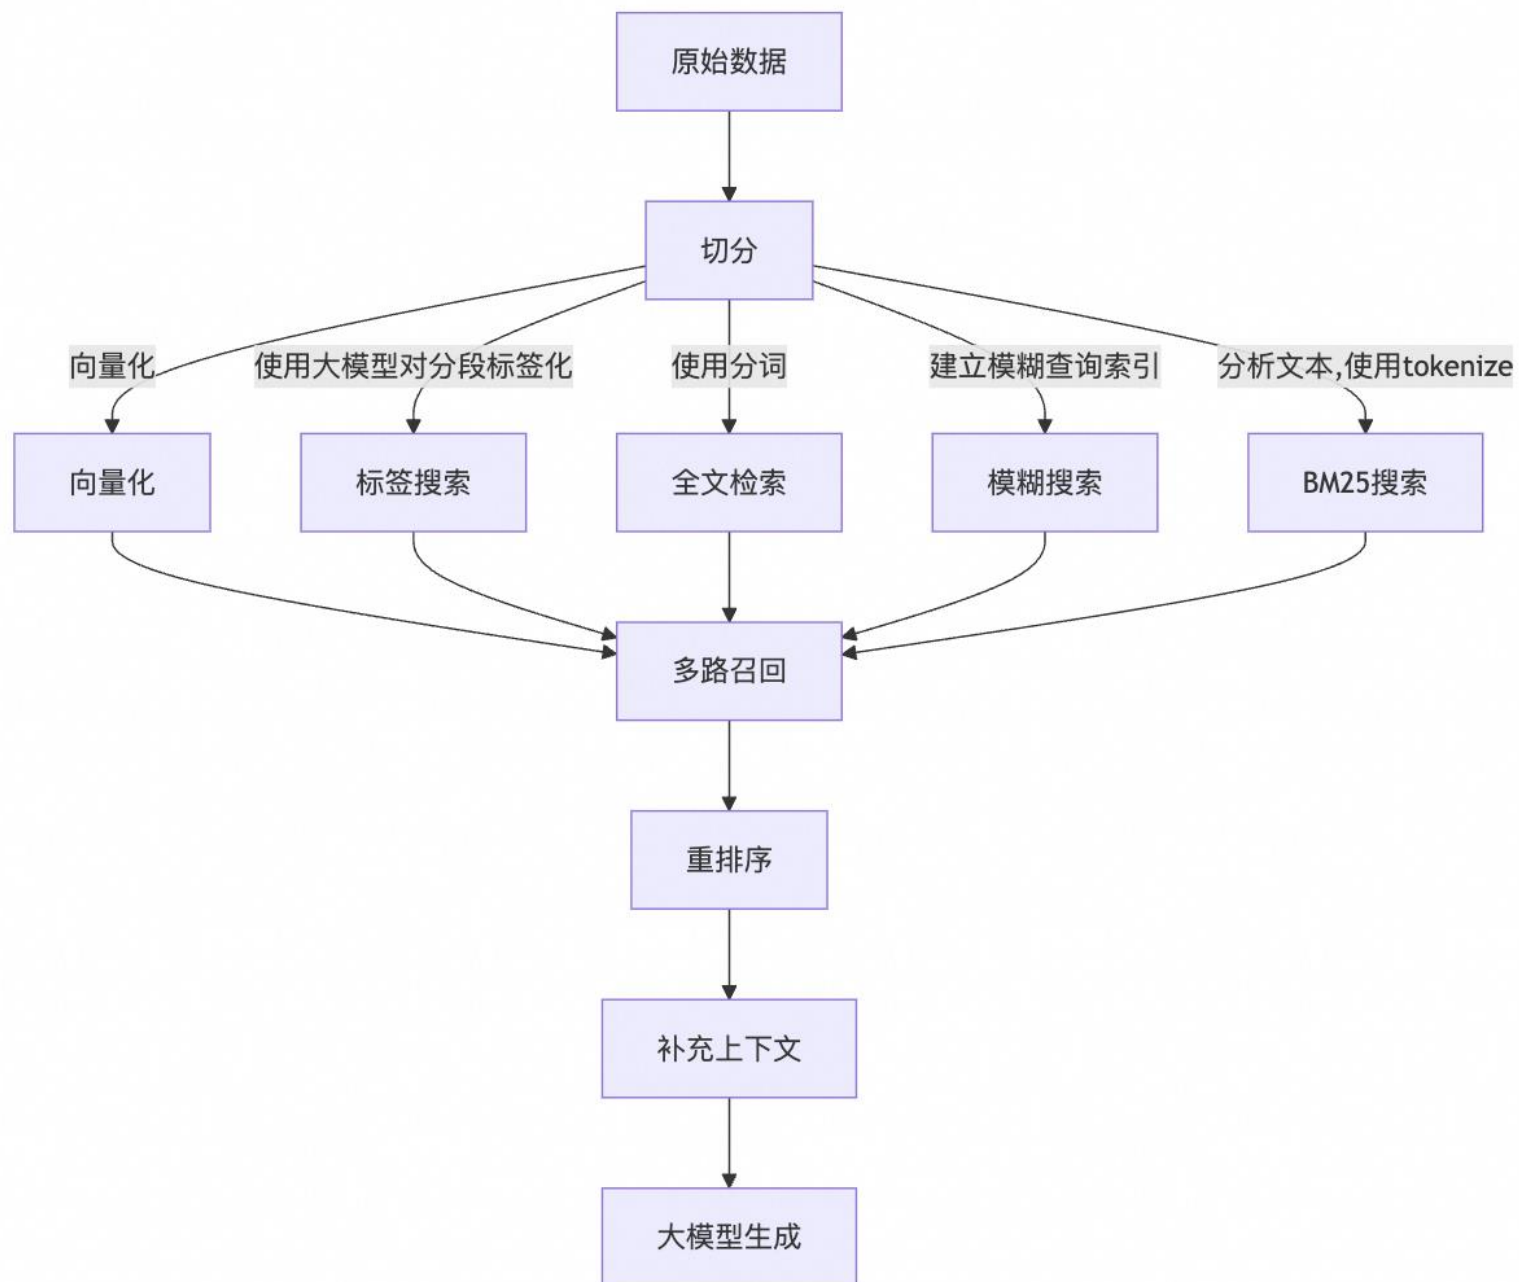 原始数据
切分
向量化
使用大模型对分段标签化
使用分词
建立模糊查询索引
分析文本,使用tokenize
向量化
标签搜索
全文检索
模糊搜索
BM25搜索
多路召回
重排序
补充上下文
大模型生成